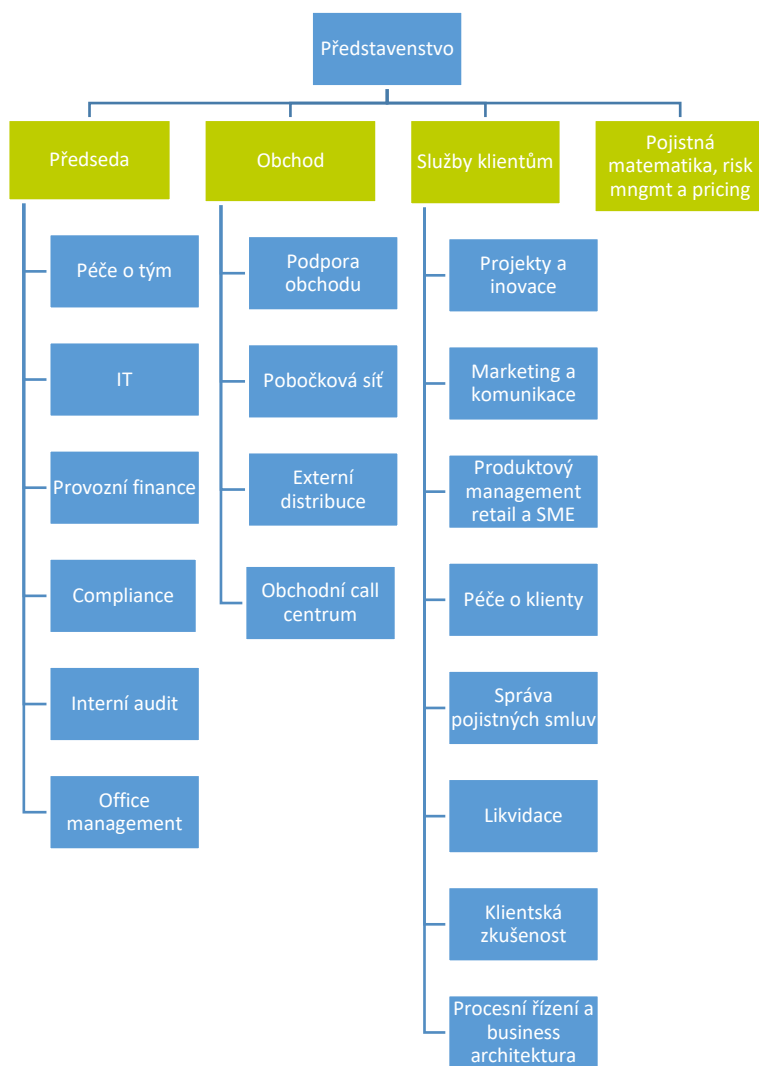 Představenstvo
Předseda
Obchod
Služby klientům
Pojistná
matematika, risk
mngmt a pricing
Péče o tým
IT
Provozní finance
Compliance
Interní audit
Office
management
Podpora
obchodu
Pobočková síť
Externí
distribuce
Obchodní call
centrum
Projekty a
inovace
Marketing a
komunikace
Produktový
management
retail a SME
Péče o klienty
Správa
pojistných smluv
Likvidace
Klientská
zkušenost
Procesní řízení a
business
architektura